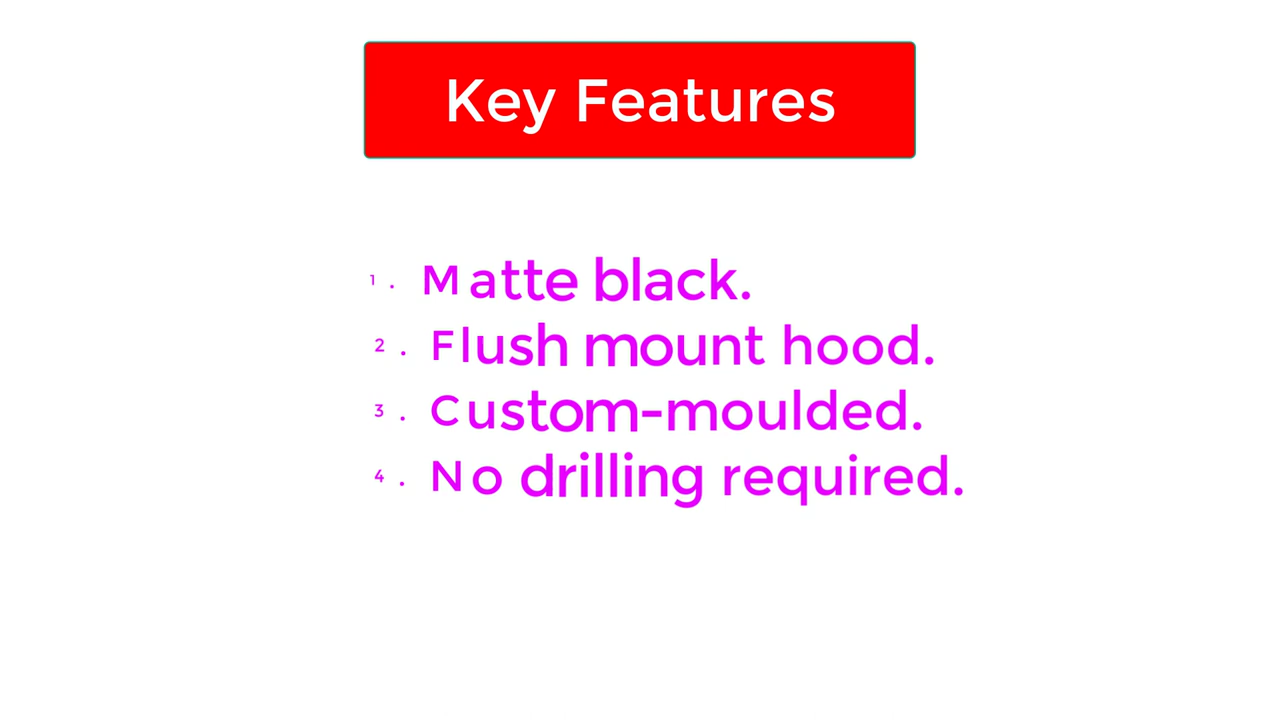 Key Features
1. Matte black.
2. Flush mount hood.
3. Custom-moulded.
4. No drilling required.